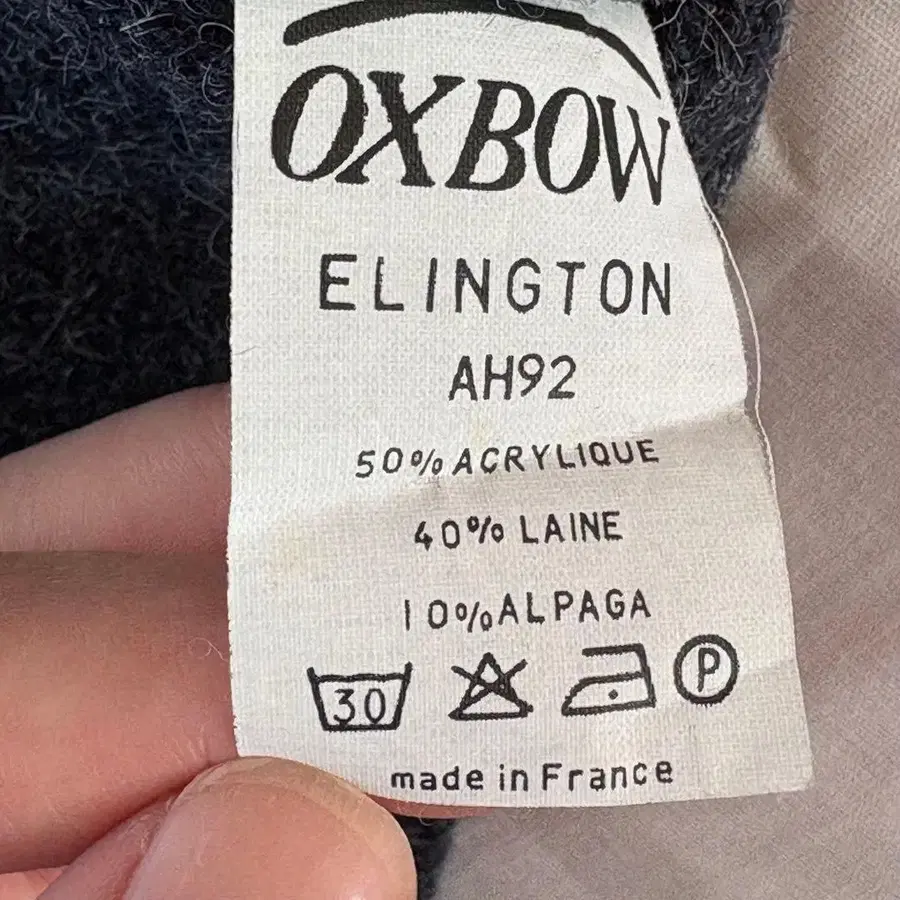 OXBOW
ELINGTON
AH92
50% ACRYLIQUE
40% LAINE
10% ALPAGA
30 P
made in France